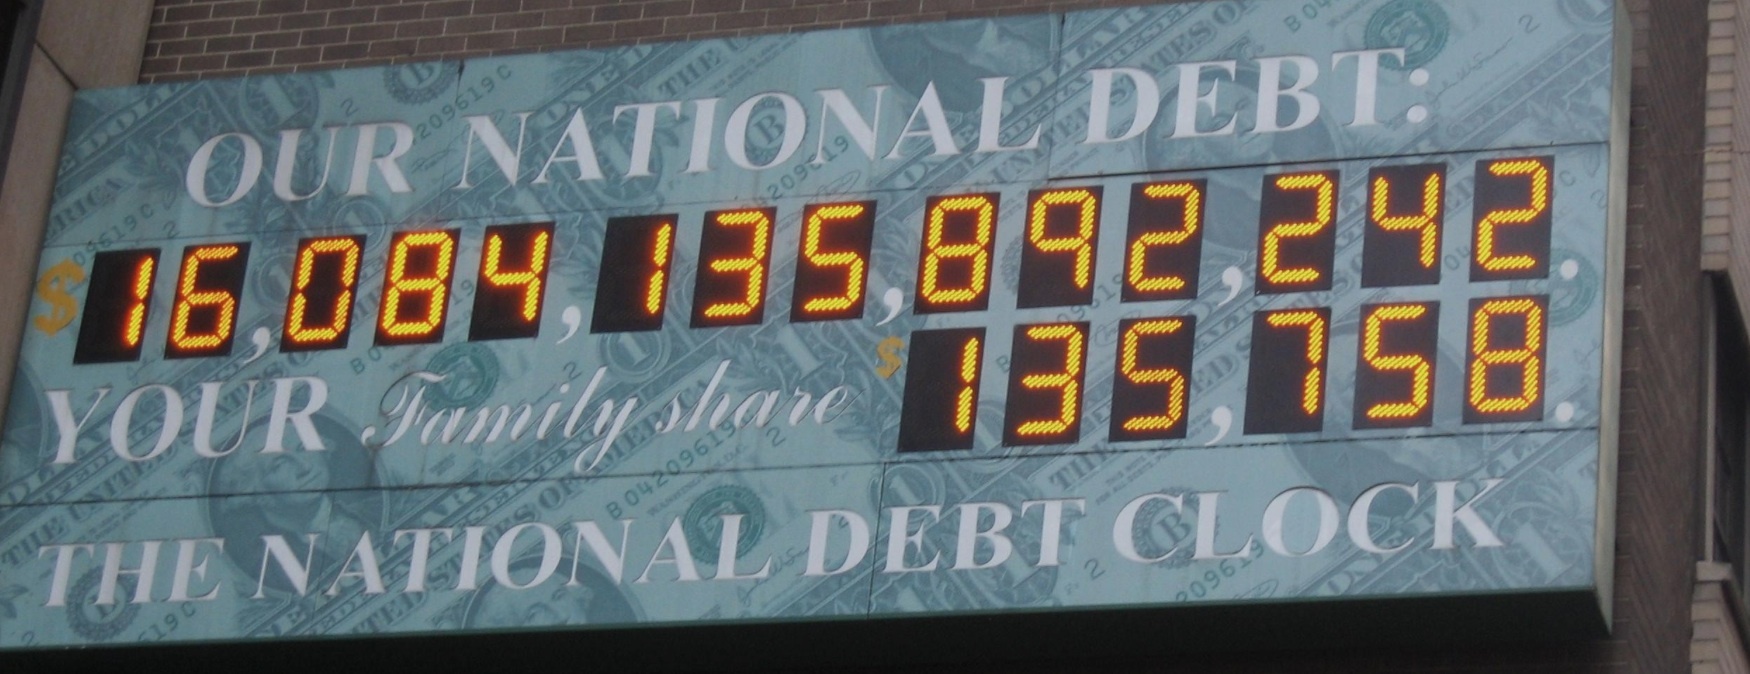 OUR NATIONAL DEBT:
$16,084,135,892,242.
YOUR Family share $135,758.
THE NATIONAL DEBT CLOCK